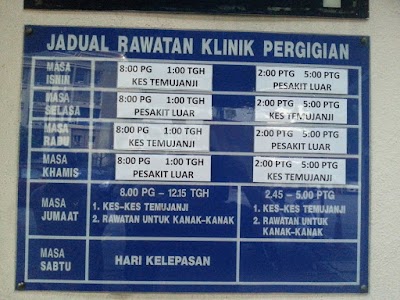 JADUAL RAWATAN KLINIK PERGIGIAN
MASA ISNIN
8:00 PG 1:00 TGH
KES TEMUJANJI
2:00 PTG 5:00 PTG
PESAKIT LUAR
MASA SELASA
8:00 PG 1:00 TGH
PESAKIT LUAR
2:00 PTG 5:00 PTG
KES TEMUJANJI
MASA RABU
8:00 PG 1:00 TGH
KES TEMUJANJI
2:00 PTG 5:00 PTG
PESAKIT LUAR
MASA KHAMIS
8:00 PG 1:00 TGH
PESAKIT LUAR
2:00 PTG 5:00 PTG
KES TEMUJANJI
MASA JUMAAT
8.00 PG - 12.15 TGH
1. KES-KES TEMUJANJI
2. RAWATAN UNTUK KANAK-KANAK
2.45 - 5.00 PTG
1. KES-KES TEMUJANJI
2. RAWATAN UNTUK
KANAK-KANAK
MASA SABTU
HARI KELEPASAN